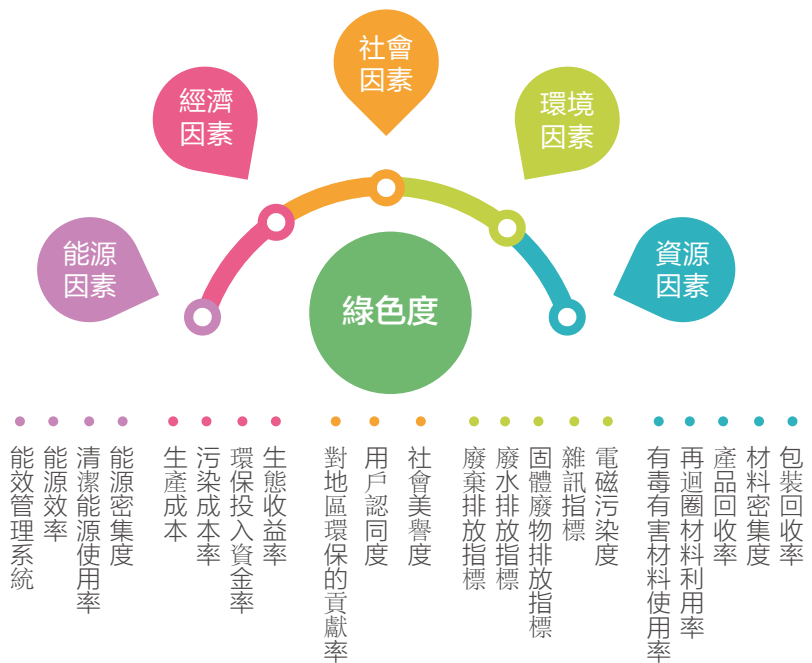 社會
因素
經濟
因素
環境
因素
能源
因素
資源
因素
綠色度
能效管理系統
能源效率
清潔能源使用率
能源密集度
生產成本
污染成本率
環保投入資金率
生態收益率
對地區環保的貢獻率
用戶認同度
社會美譽度
廢棄排放指標
廢水排放指標
固體廢物排放指標
雜訊指標
電磁污染度
有毒有害材料使用率
再迴圈材料利用率
產品回收率
材料密集度
包裝回收率